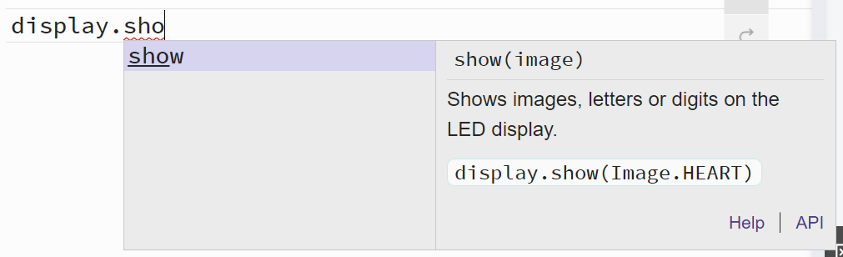 display.sho
show
show(image)
Shows images, letters or digits on the
LED display.
display.show(Image.HEART)
Help | API